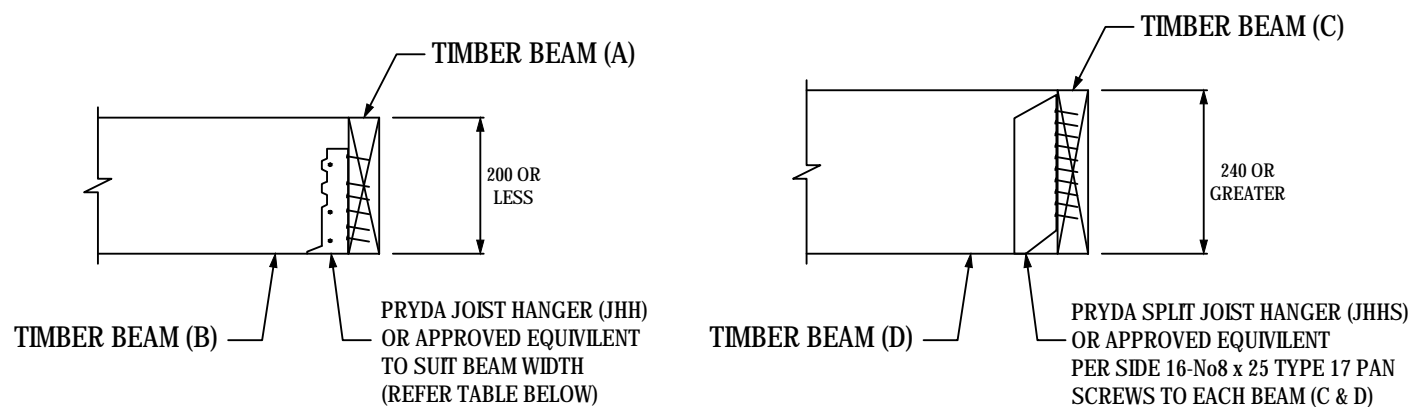 TIMBER BEAM (A)
200 OR
LESS
TIMBER BEAM (B)
PRYDA JOIST HANGER (JHH)
OR APPROVED EQUIVILENT
TO SUIT BEAM WIDTH
(REFER TABLE BELOW)
TIMBER BEAM (C)
240 OR
GREATER
TIMBER BEAM (D)
PRYDA SPLIT JOIST HANGER (JHHS)
OR APPROVED EQUIVILENT
PER SIDE 16-No8 x 25 TYPE 17 PAN
SCREWS TO EACH BEAM (C & D)